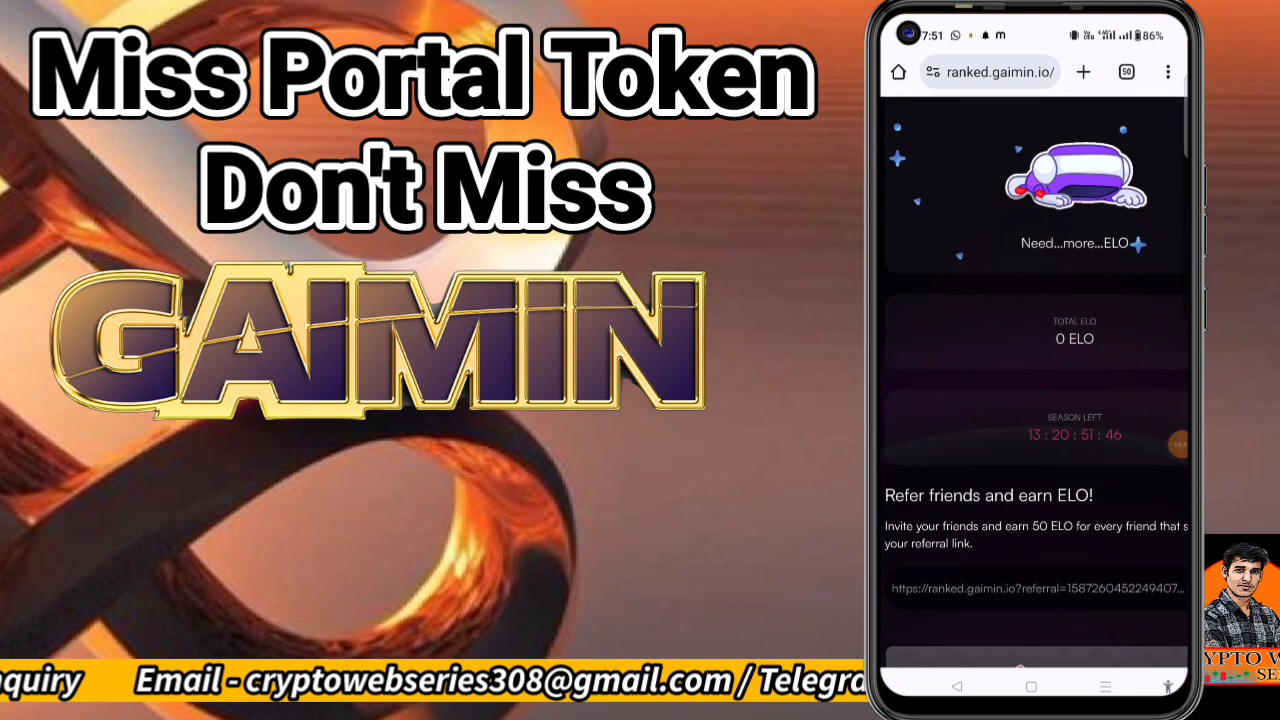 Miss Portal Token
Don't Miss
GAIMIN
7:51
86%
ranked.gaimin.io/
50
Need...more...ELO
TOTAL ELO
0 ELO
SEASON LEFT
13 : 20 : 51 : 46
Refer friends and earn ELO!
Invite your friends and earn 50 ELO for every friend that s
your referral link.
https://ranked.gaimin.io?referral=1587260452249407...
nquiry Email - cryptowebseries308@gmail.com / Telegra
YPTO W
SE